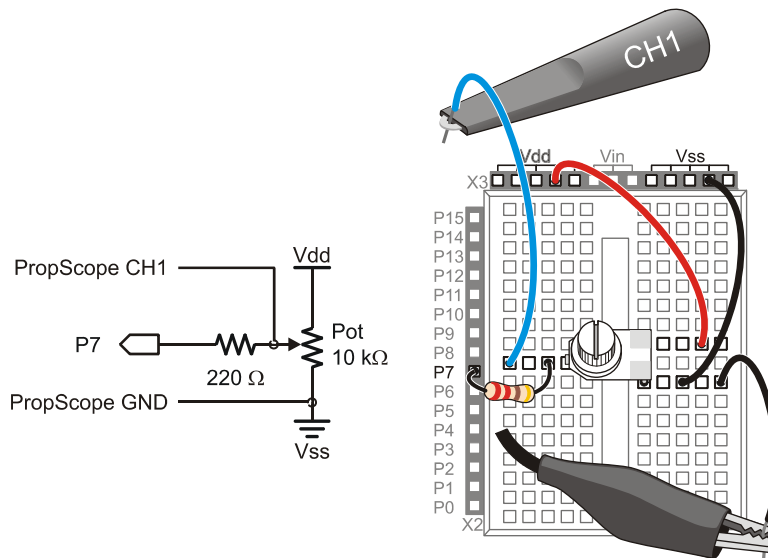 PropScope CH1
Vdd
P7
220 Ω
Pot
10 kΩ
PropScope GND
Vss
CH1
Vdd
Vin
Vss
X3
P15
P14
P13
P12
P11
P10
P9
P8
P7
P6
P5
P4
P3
P2
P1
P0
X2